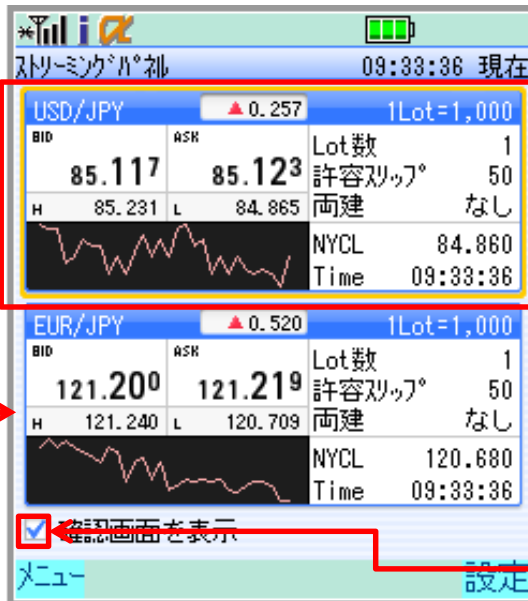 iα
ストリーミングパネル 09:33:36 現在
USD/JPY ▲0.257 1Lot=1,000
BID ASK Lot数 1
85.117 85.123 許容スリップ 50
H 85.231 L 84.865 両建 なし
NYCL 84.860
Time 09:33:36
EUR/JPY ▲0.520 1Lot=1,000
BID ASK Lot数 1
121.200 121.219 許容スリップ 50
H 121.240 L 120.709 両建 なし
NYCL 120.680
Time 09:33:36
確認画面を表示
メニュー 設定